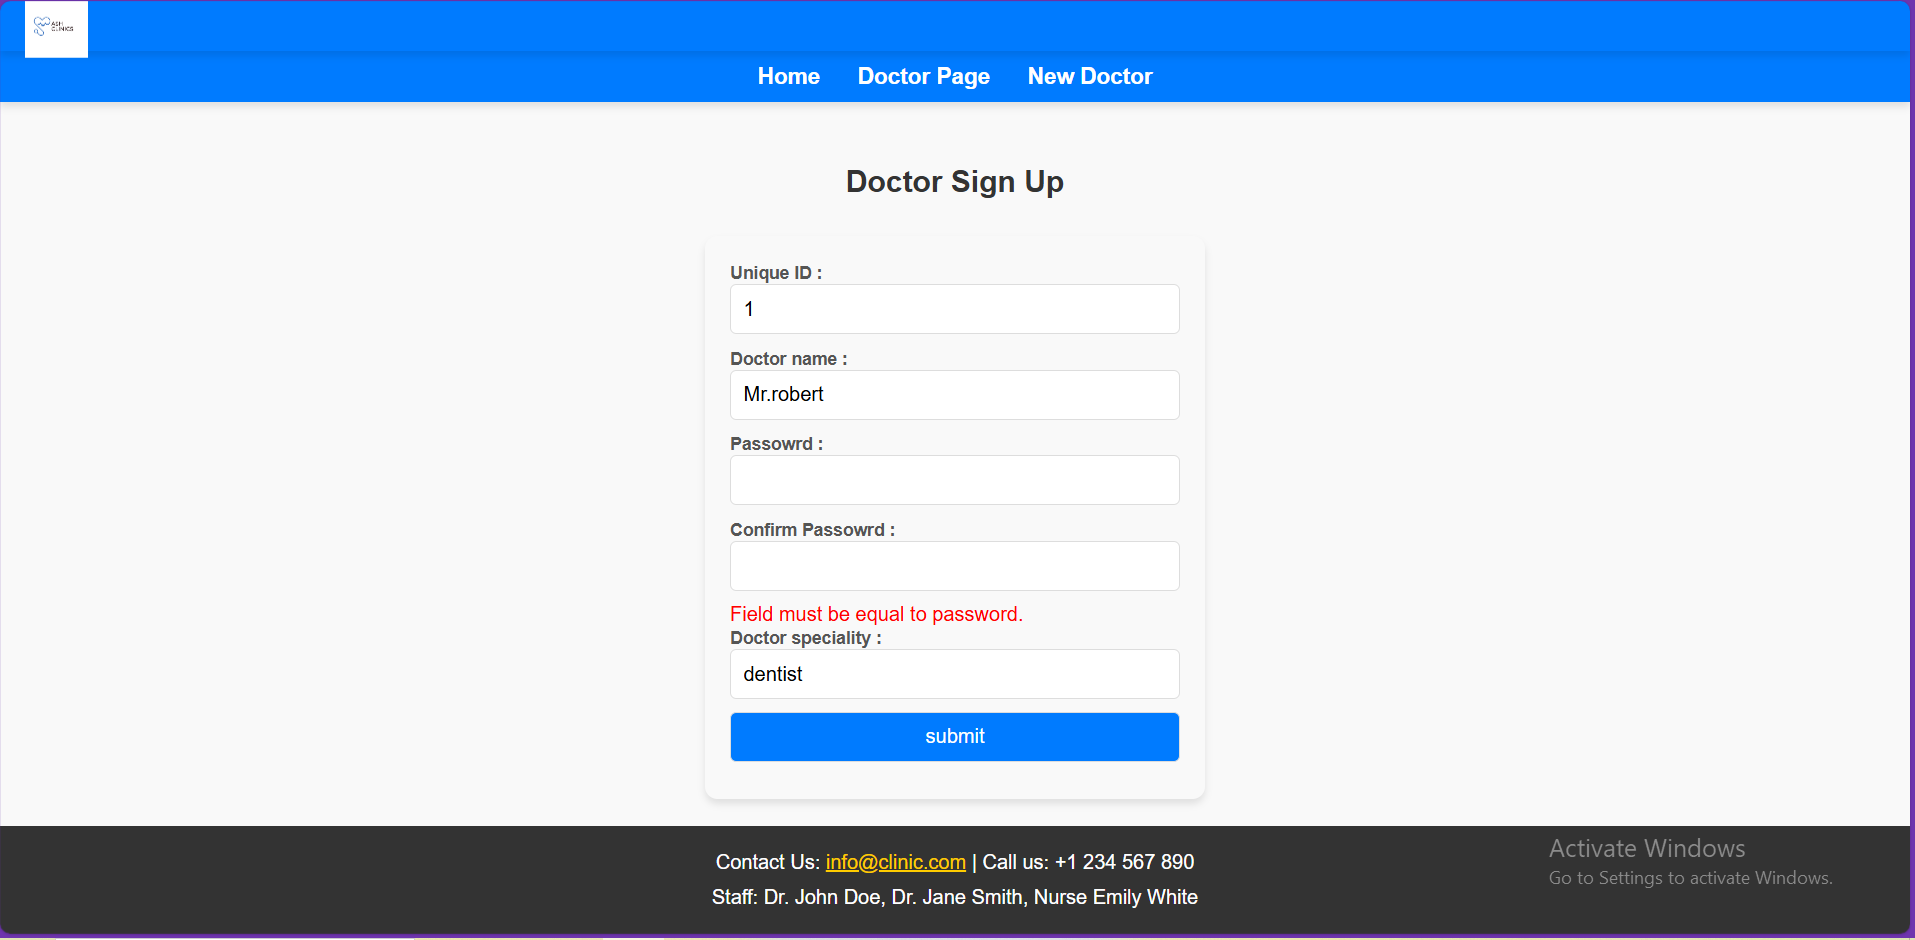 ASH
CLINICS
Home Doctor Page New Doctor
Doctor Sign Up
Unique ID :
1
Doctor name :
Mr.robert
Passowrd :
Confirm Passowrd :
Field must be equal to password.
Doctor speciality :
dentist
submit
Contact Us: info@clinic.com | Call us: +1 234 567 890
Staff: Dr. John Doe, Dr. Jane Smith, Nurse Emily White
Activate Windows
Go to Settings to activate Windows.